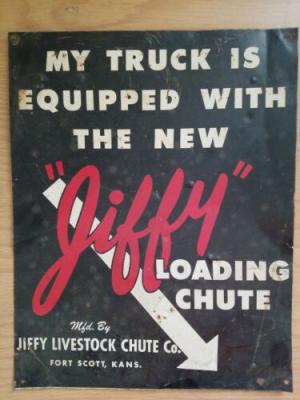 MY TRUCK IS
EQUIPPED WITH
THE NEW
"Jiffy"
LOADING
CHUTE
Mfd. By
JIFFY LIVESTOCK CHUTE Co.
FORT SCOTT, KANS.